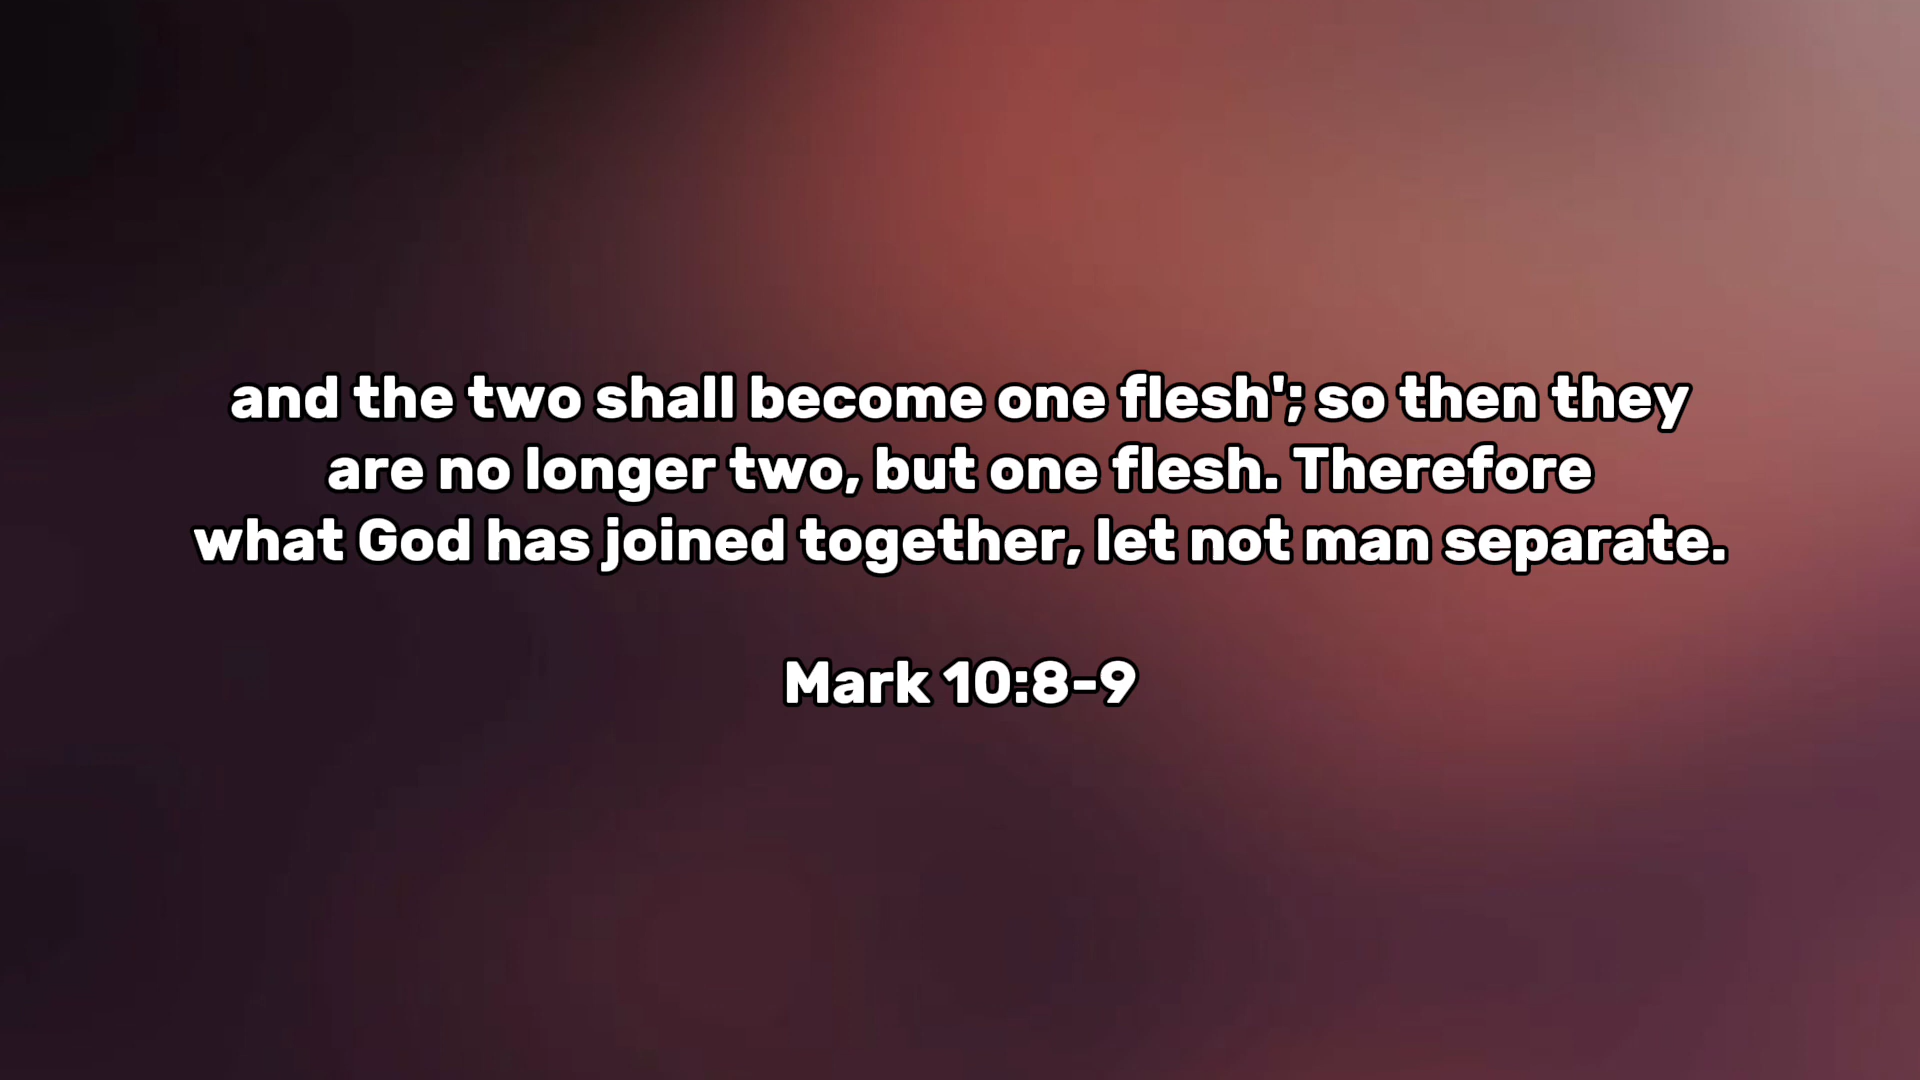 and the two shall become one flesh'; so then they
are no longer two, but one flesh. Therefore
what God has joined together, let not man separate.
Mark 10:8-9